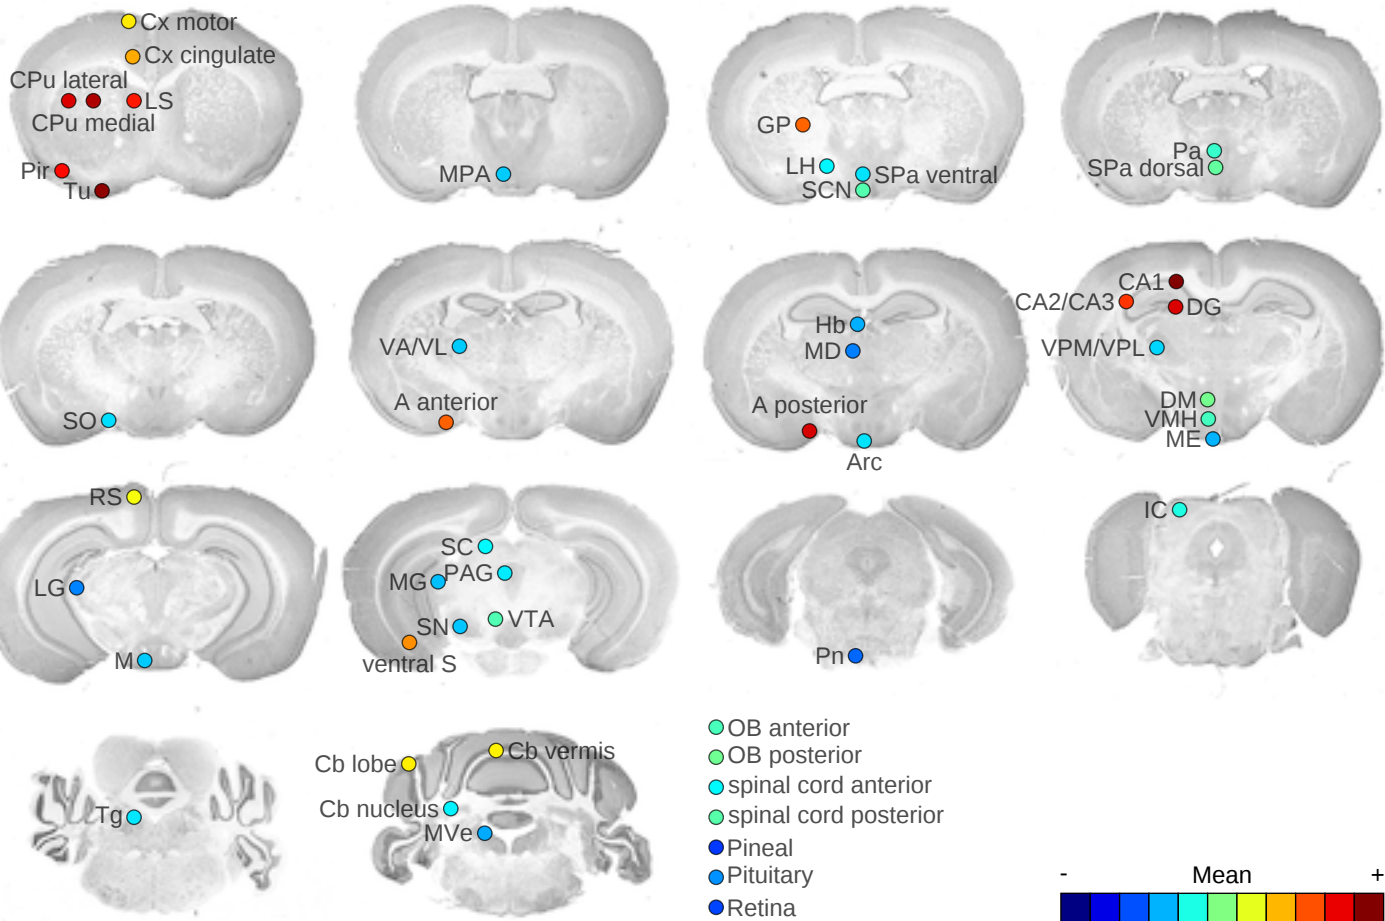 Cx motor
Cx cingulate
CPu lateral
LS
CPu medial
Pir
Tu
MPA
GP
LH
SPa ventral
SCN
Pa
SPa dorsal
SO
VA/VL
A anterior
Hb
MD
A posterior
Arc
CA1
CA2/CA3
DG
VPM/VPL
DM
VMH
ME
RS
LG
M
SC
MG
PAG
SN
VTA
ventral S
Pn
IC
Tg
Cb lobe
Cb vermis
Cb nucleus
MVe
OB anterior
OB posterior
spinal cord anterior
spinal cord posterior
Pineal
Pituitary
Retina
- Mean +